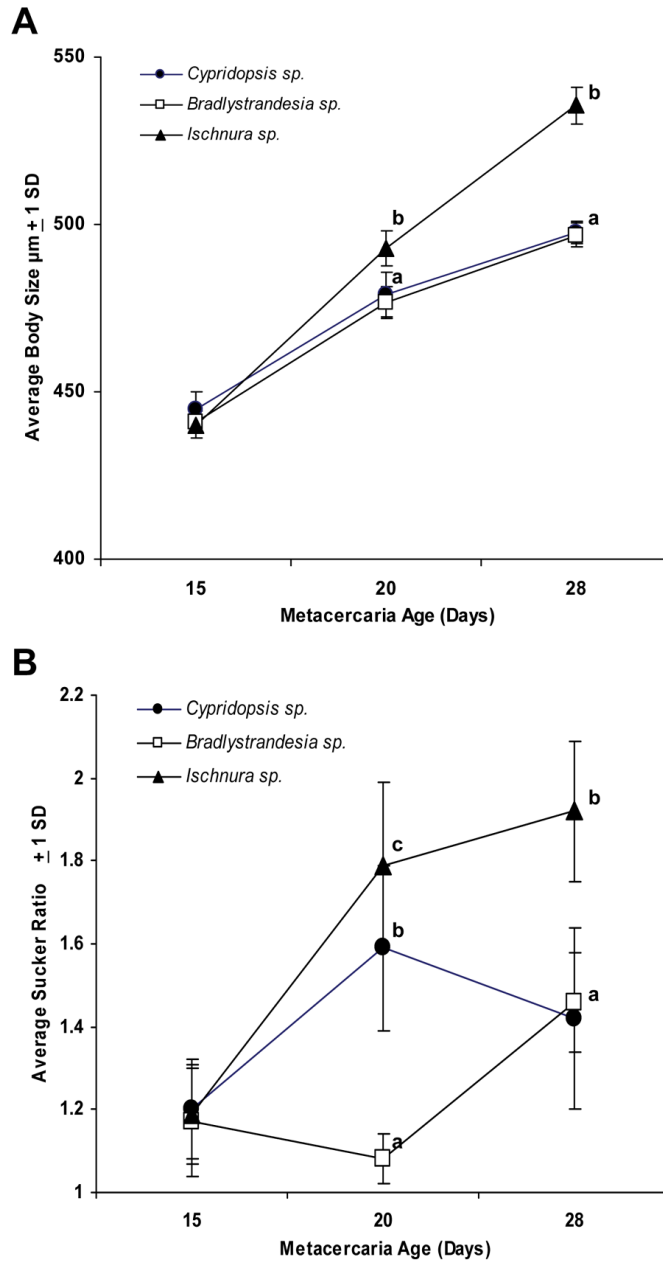 A
550
Cypridopsis sp.
Bradlystrandesia sp.
Ischnura sp.
b
b
500
a
a
450
400
15 20 28
Metacercaria Age (Days)
Average Body Size µm ± 1 SD
B
2.2
Cypridopsis sp.
Bradlystrandesia sp.
Ischnura sp.
2
b
c
1.8
b
1.6
a
1.4
1.2
a
1
15 20 28
Metacercaria Age (Days)
Average Sucker Ratio ± 1 SD